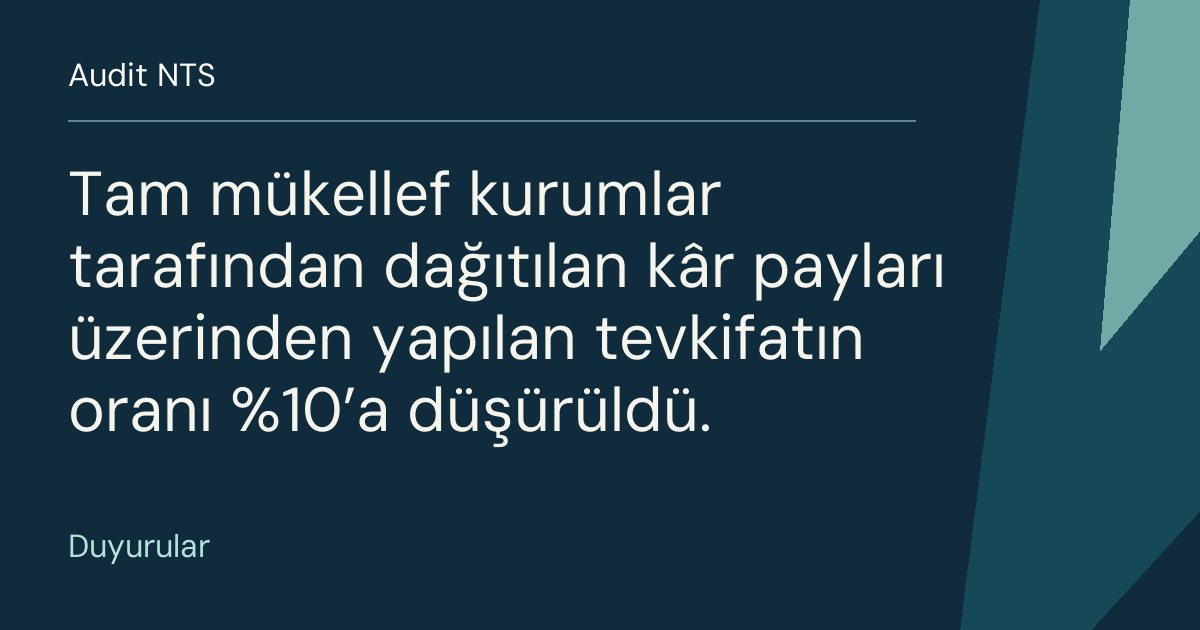 Audit NTS
Tam mükellef kurumlar
tarafından dağıtılan kâr payları
üzerinden yapılan tevkifatın
oranı %10’a düşürüldü.
Duyurular